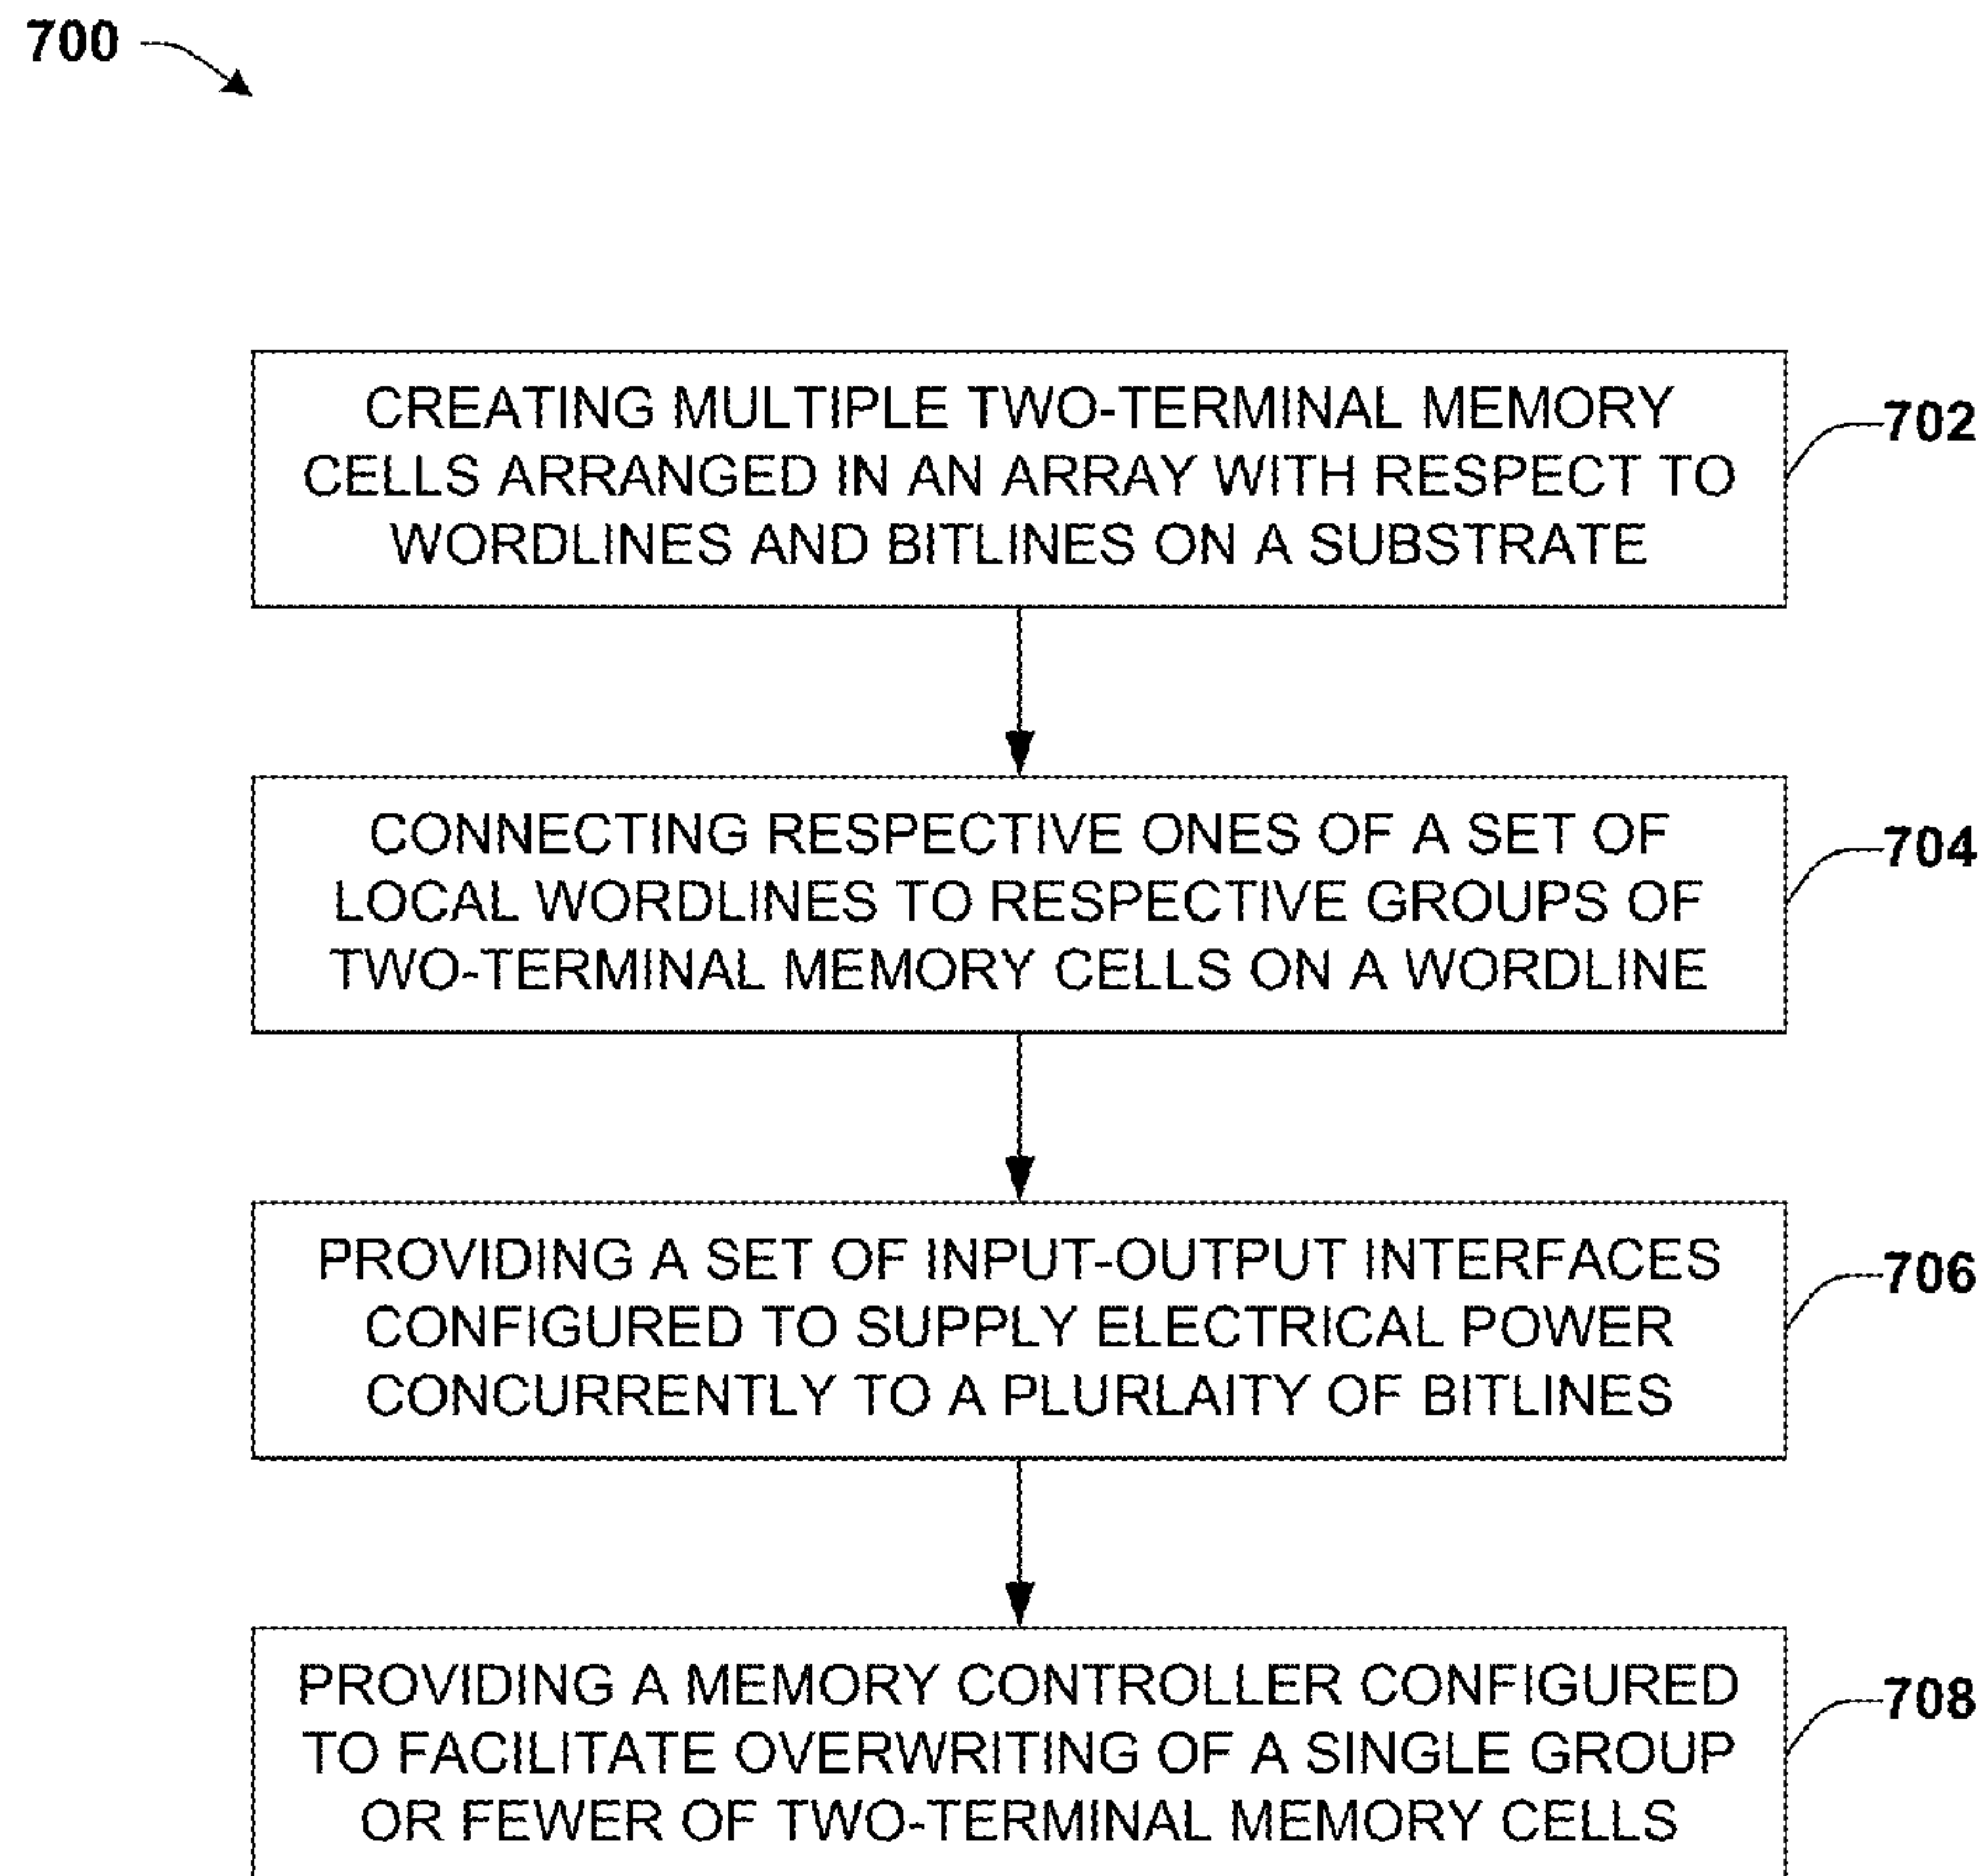 700
CREATING MULTIPLE TWO-TERMINAL MEMORY
CELLS ARRANGED IN AN ARRAY WITH RESPECT TO
WORDLINES AND BITLINES ON A SUBSTRATE
702
CONNECTING RESPECTIVE ONES OF A SET OF
LOCAL WORDLINES TO RESPECTIVE GROUPS OF
TWO-TERMINAL MEMORY CELLS ON A WORDLINE
704
PROVIDING A SET OF INPUT-OUTPUT INTERFACES
CONFIGURED TO SUPPLY ELECTRICAL POWER
CONCURRENTLY TO A PLURLAITY OF BITLINES
706
PROVIDING A MEMORY CONTROLLER CONFIGURED
TO FACILITATE OVERWRITING OF A SINGLE GROUP
OR FEWER OF TWO-TERMINAL MEMORY CELLS
708